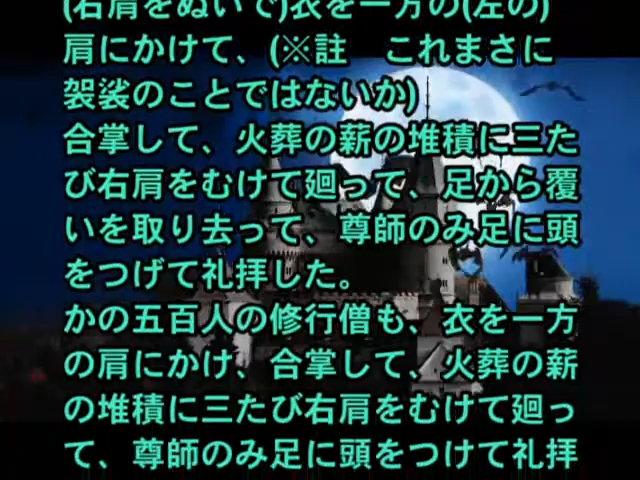 (右肩をぬいで)衣を一方の(左の)
肩にかけて、(※註　これまさに
袈裟のことではないか)
合掌して、火葬の薪の堆積に三た
び右肩をむけて廻って、足から覆
いを取り去って、尊師のみ足に頭
をつげて礼拝した。
かの五百人の修行僧も、衣を一方
の肩にかけ、合掌して、火葬の薪
の堆積に三たび右肩をむけて廻っ
て、尊師のみ足に頭をつけて礼拝